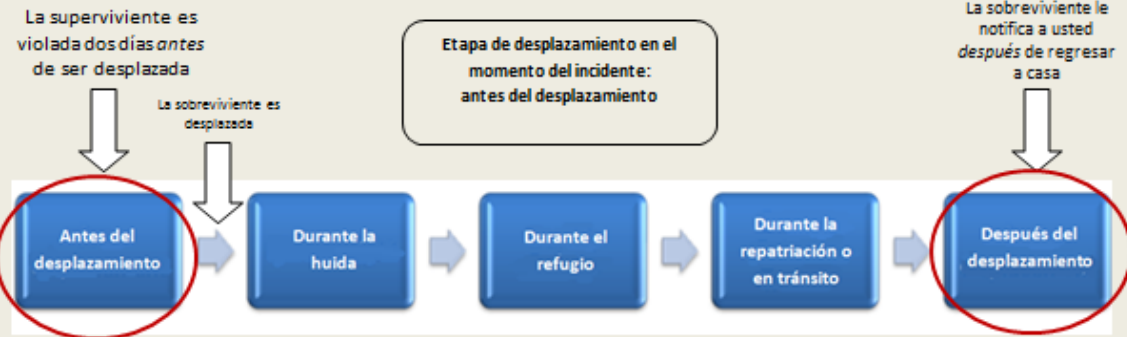 La superviviente es
violada dos días antes
de ser desplazada
La sobreviviente es
desplazada
Etapa de desplazamiento en el
momento del incidente:
antes del desplazamiento
La sobreviviente le
notifica a usted
después de regresar
a casa
Antes del
desplazamiento
Durante la
huida
Durante el
refugio
Durante la
repatriación o
en tránsito
Después del
desplazamiento